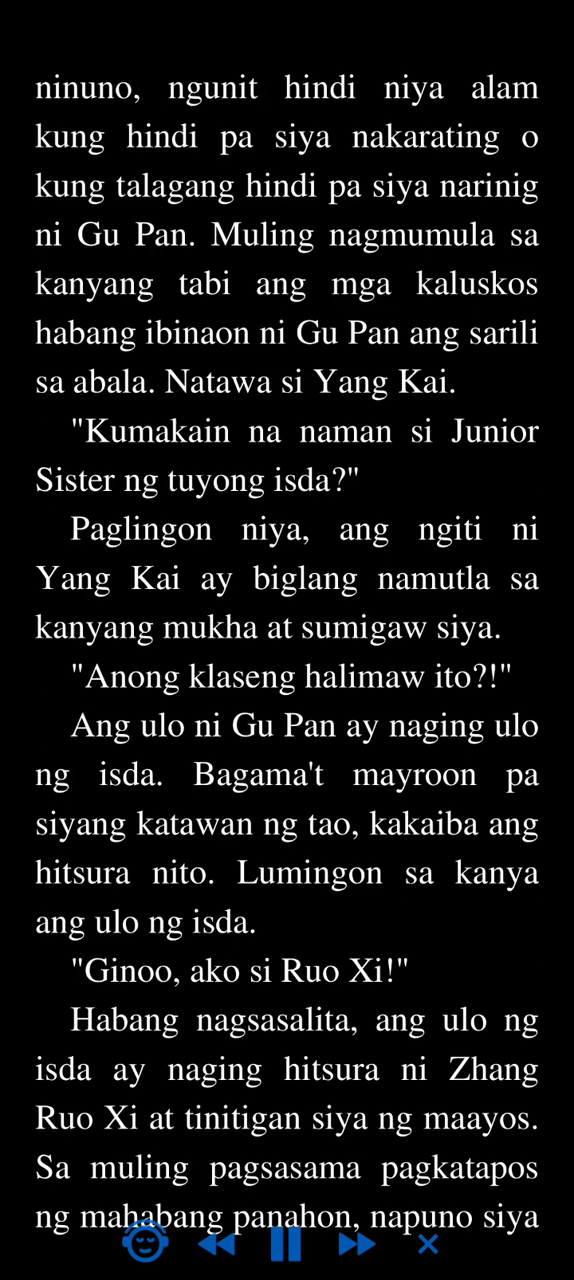 ninuno, ngunit hindi niya alam
kung hindi pa siya nakarating o
kung talagang hindi pa siya narinig
ni Gu Pan. Muling nagmumula sa
kanyang tabi ang mga kaluskos
habang ibinaon ni Gu Pan ang sarili
sa abala. Natawa si Yang Kai.
"Kumakain na naman si Junior
Sister ng tuyong isda?"
Paglingon niya, ang ngiti ni
Yang Kai ay biglang namutla sa
kanyang mukha at sumigaw siya.
"Anong klaseng halimaw ito?!"
Ang ulo ni Gu Pan ay naging ulo
ng isda. Bagama't mayroon pa
siyang katawan ng tao, kakaiba ang
hitsura nito. Lumingon sa kanya
ang ulo ng isda.
"Ginoo, ako si Ruo Xi!"
Habang nagsasalita, ang ulo ng
isda ay naging hitsura ni Zhang
Ruo Xi at tinitigan siya ng maayos.
Sa muling pagsasama pagkatapos
ng mahabang panahon, napuno siya